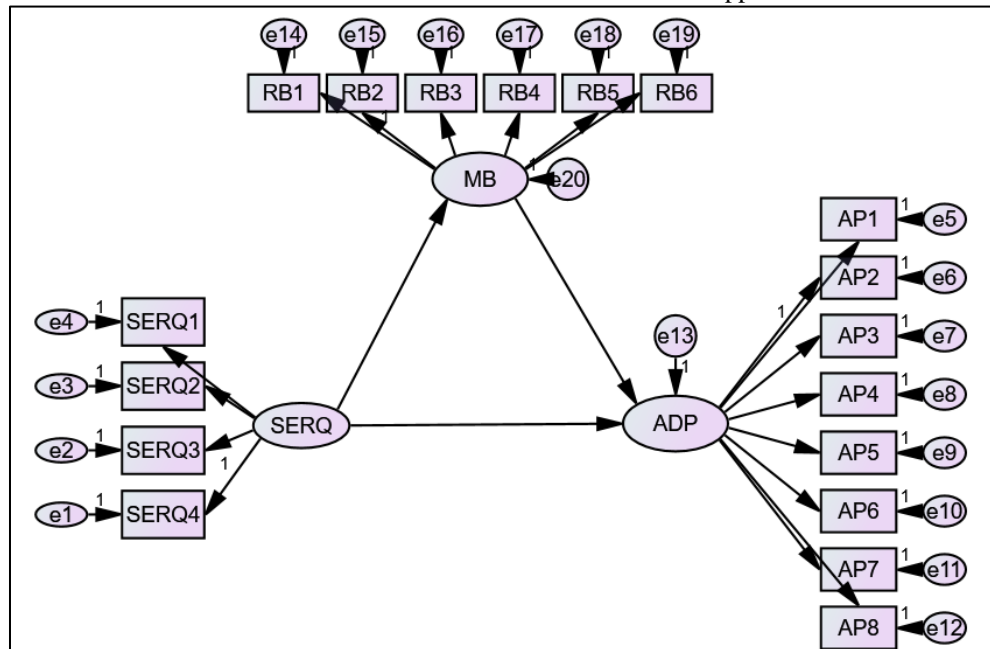 e14 e15 e16 e17 e18 e19
1 1 1 1 1 1
RB1 RB2 RB3 RB4 RB5 RB6
1
MB 1 e20
AP1 1 e5
AP2 1 e6
1
e13 AP3 1 e7
1
e4 1 SERQ1
e3 1 SERQ2
AP4 1 e8
SERQ ADP
e2 1 SERQ3
1
AP5 1 e9
e1 1 SERQ4
AP6 1 e10
AP7 1 e11
AP8 1 e12